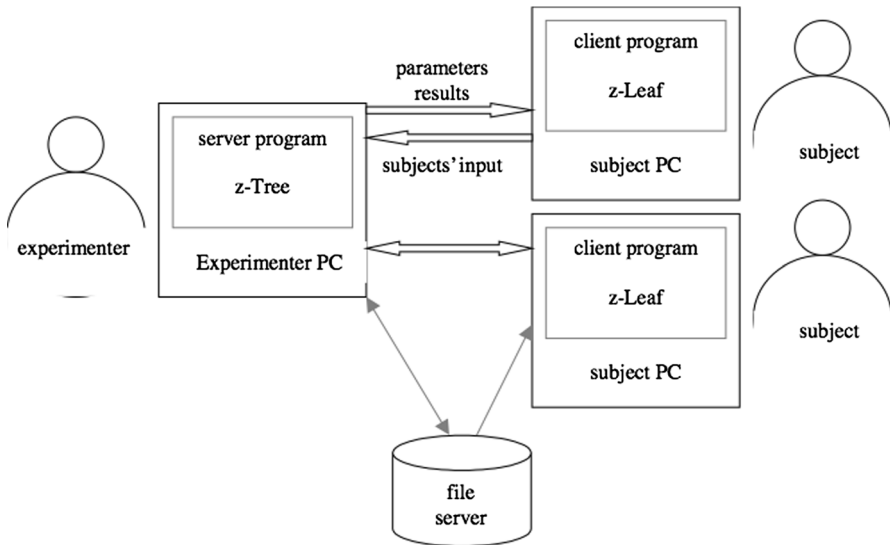 experimenter
server program
z-Tree
Experimenter PC
parameters
results
subjects' input
client program
z-Leaf
subject PC
subject
client program
z-Leaf
subject PC
subject
file
server